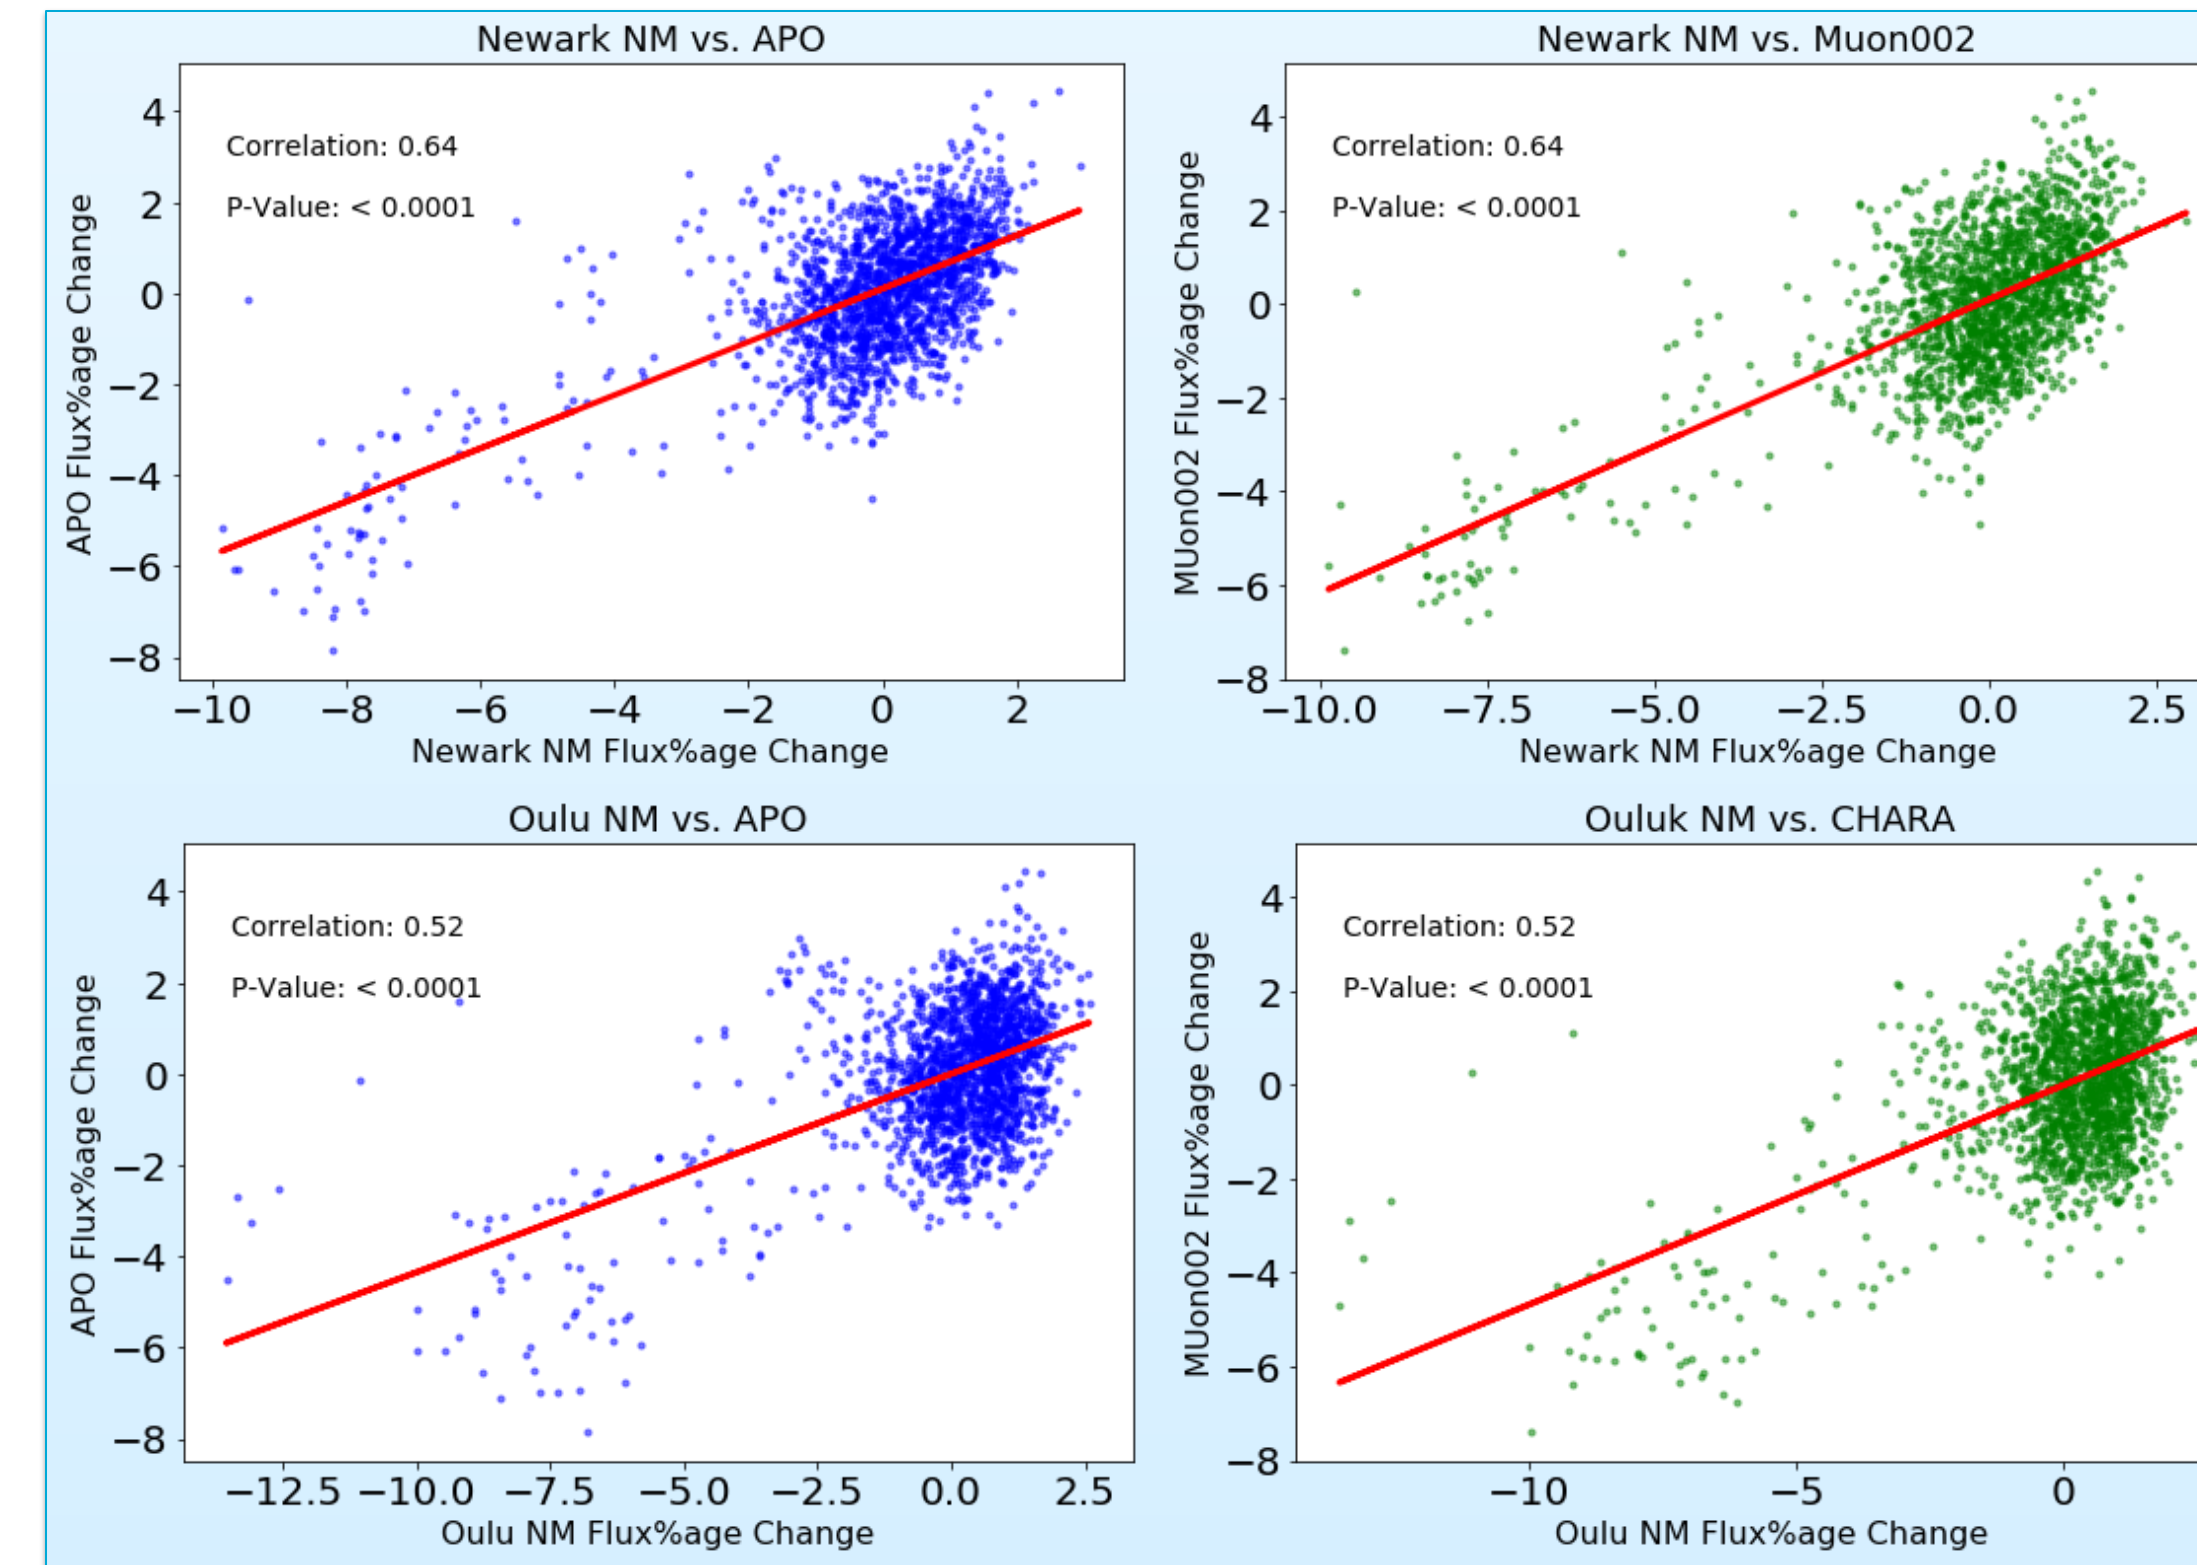 Newark NM vs. APO
Correlation: 0.64
P-Value: < 0.0001
APO Flux%age Change
4
2
0
−2
−4
−6
−8
−10 −8 −6 −4 −2 0 2
Newark NM Flux%age Change
Newark NM vs. Muon002
Correlation: 0.64
P-Value: < 0.0001
MUon002 Flux%age Change
4
2
0
−2
−4
−6
−8
−10.0 −7.5 −5.0 −2.5 0.0 2.5
Newark NM Flux%age Change
Oulu NM vs. APO
Correlation: 0.52
P-Value: < 0.0001
APO Flux%age Change
4
2
0
−2
−4
−6
−8
−12.5 −10.0 −7.5 −5.0 −2.5 0.0 2.5
Oulu NM Flux%age Change
Ouluk NM vs. CHARA
Correlation: 0.52
P-Value: < 0.0001
MUon002 Flux%age Change
4
2
0
−2
−4
−6
−8
−10 −5 0
Oulu NM Flux%age Change